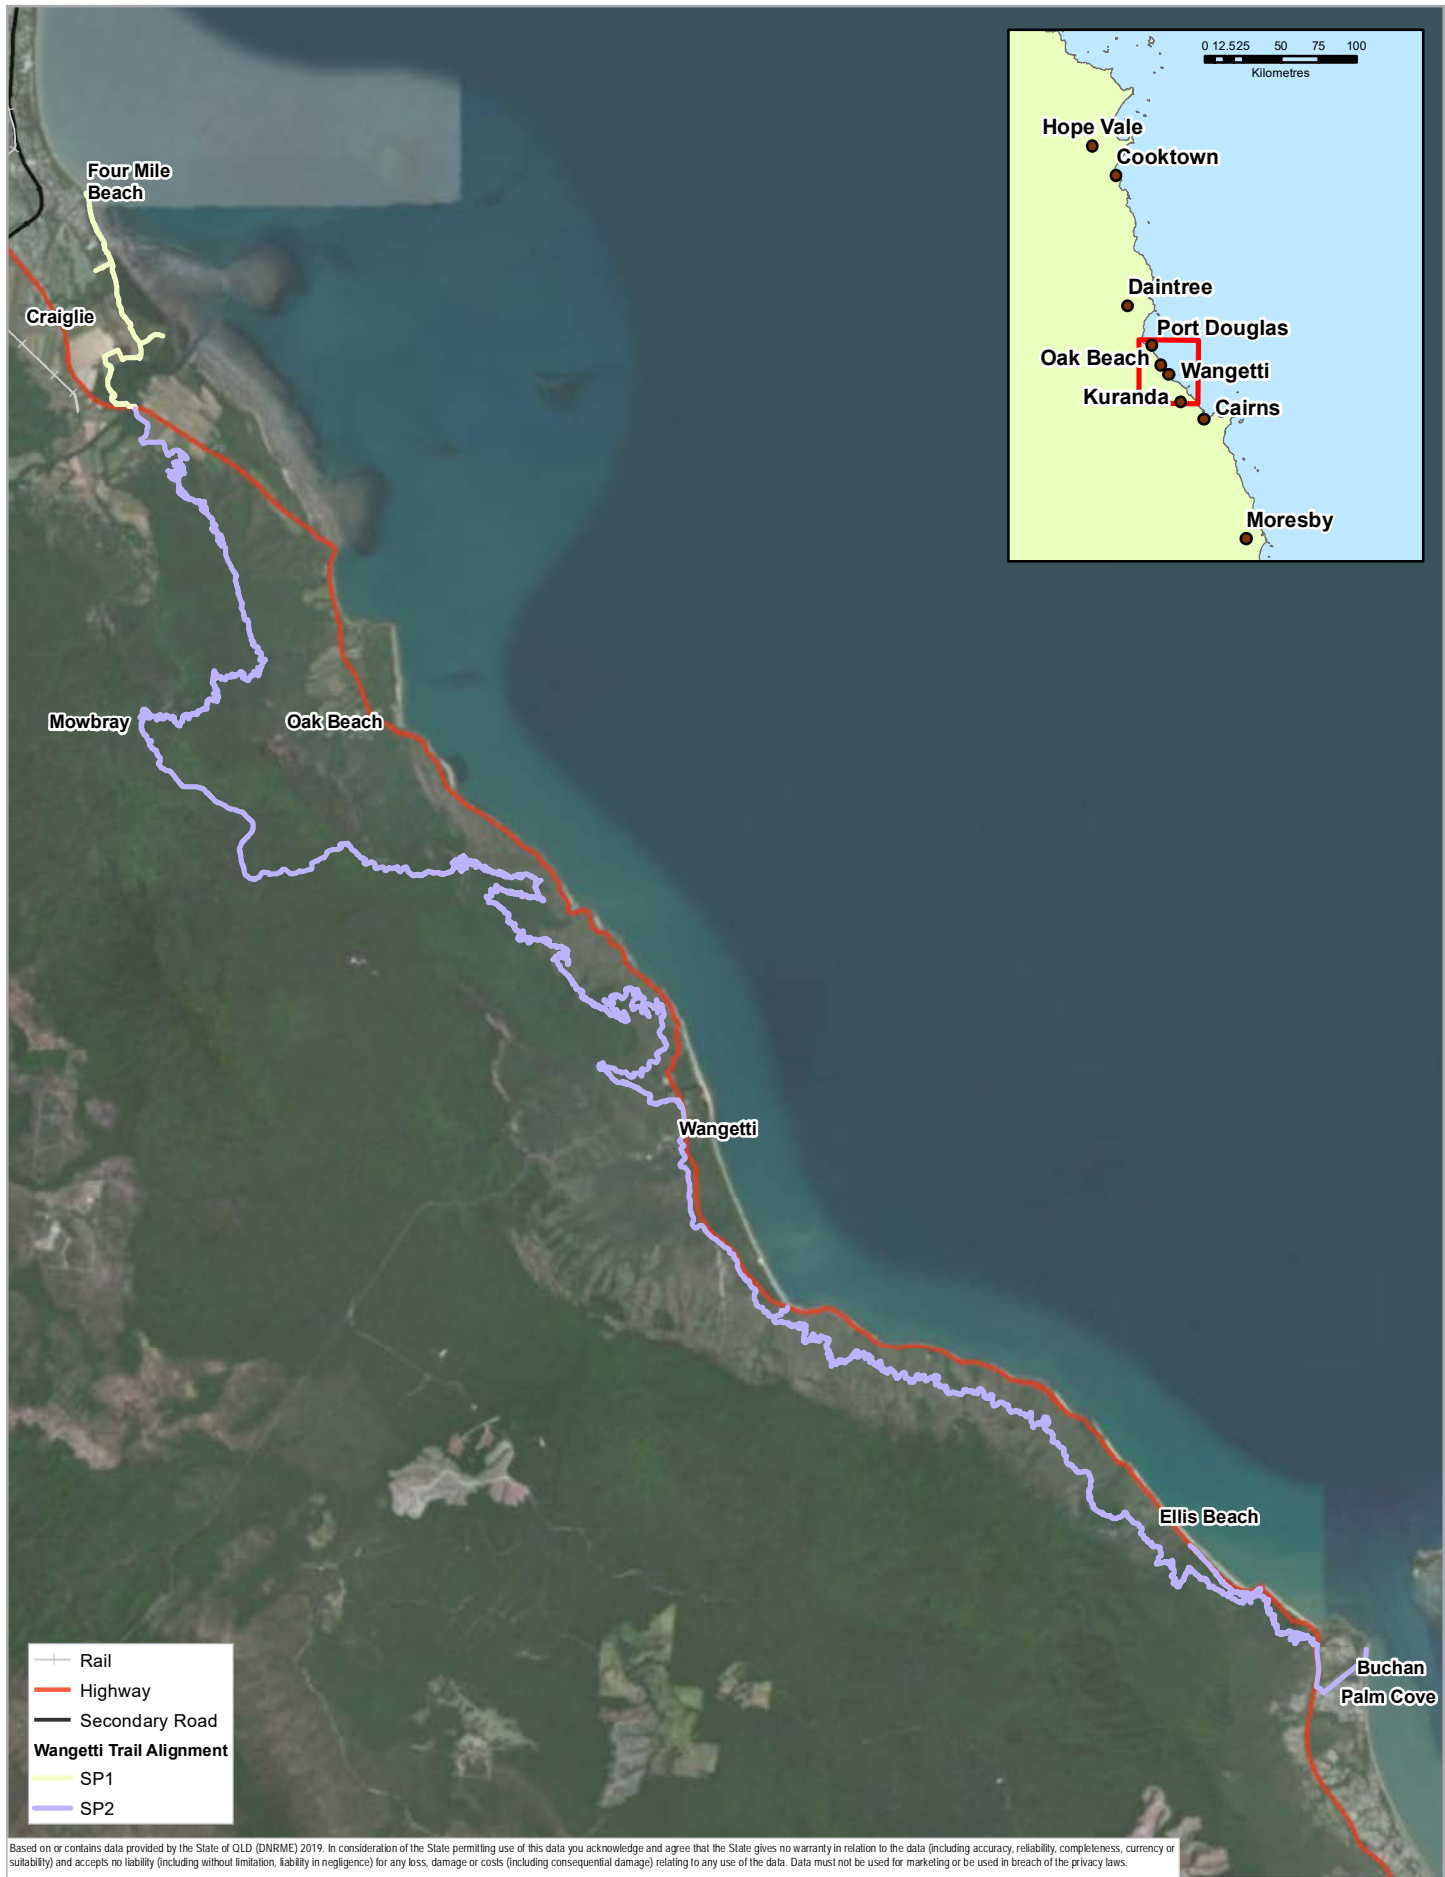 0 12.525 50 75 100
Kilometres
Hope Vale
Cooktown
Daintree
Port Douglas
Oak Beach
Wangetti
Kuranda
Cairns
Moresby
Four Mile
Beach
Craiglie
Mowbray
Oak Beach
Wangetti
Ellis Beach
Buchan
Palm Cove
Rail
Highway
Secondary Road
Wangetti Trail Alignment
SP1
SP2
Based on or contains data provided by the State of QLD (DNRME) 2019. In consideration of the State permitting use of this data you acknowledge and agree that the State gives no warranty in relation to the data (including accuracy, reliability, completeness, currency or
suitability) and accepts no liability (including without limitation, liability in negligence) for any loss, damage or costs (including consequential damage) relating to any use of the data. Data must not be used for marketing or be used in breach of the privacy laws.